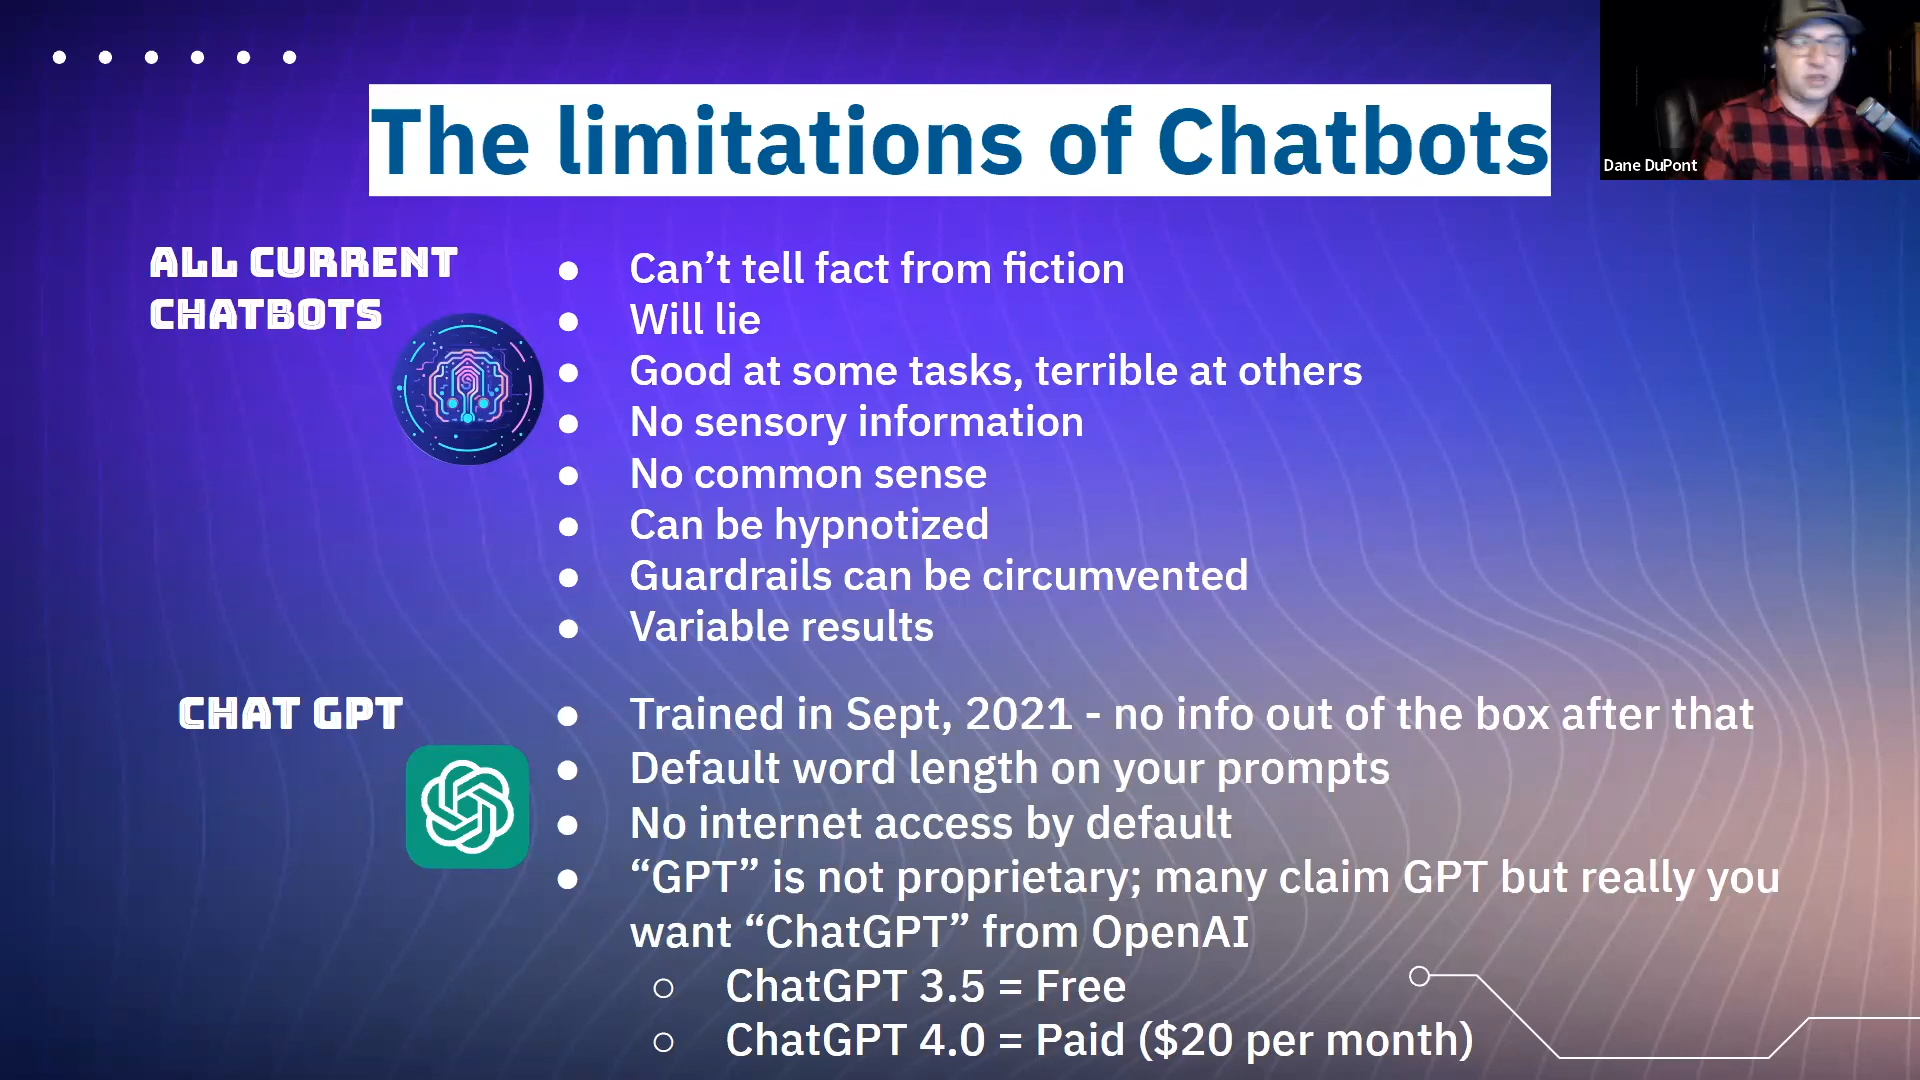 The limitations of Chatbots
Dane DuPont
ALL CURRENT
CHATBOTS
● Can’t tell fact from fiction
● Will lie
● Good at some tasks, terrible at others
● No sensory information
● No common sense
● Can be hypnotized
● Guardrails can be circumvented
● Variable results
CHAT GPT
● Trained in Sept, 2021 - no info out of the box after that
● Default word length on your prompts
● No internet access by default
● “GPT” is not proprietary; many claim GPT but really you
want “ChatGPT” from OpenAI
○ ChatGPT 3.5 = Free
○ ChatGPT 4.0 = Paid ($20 per month)